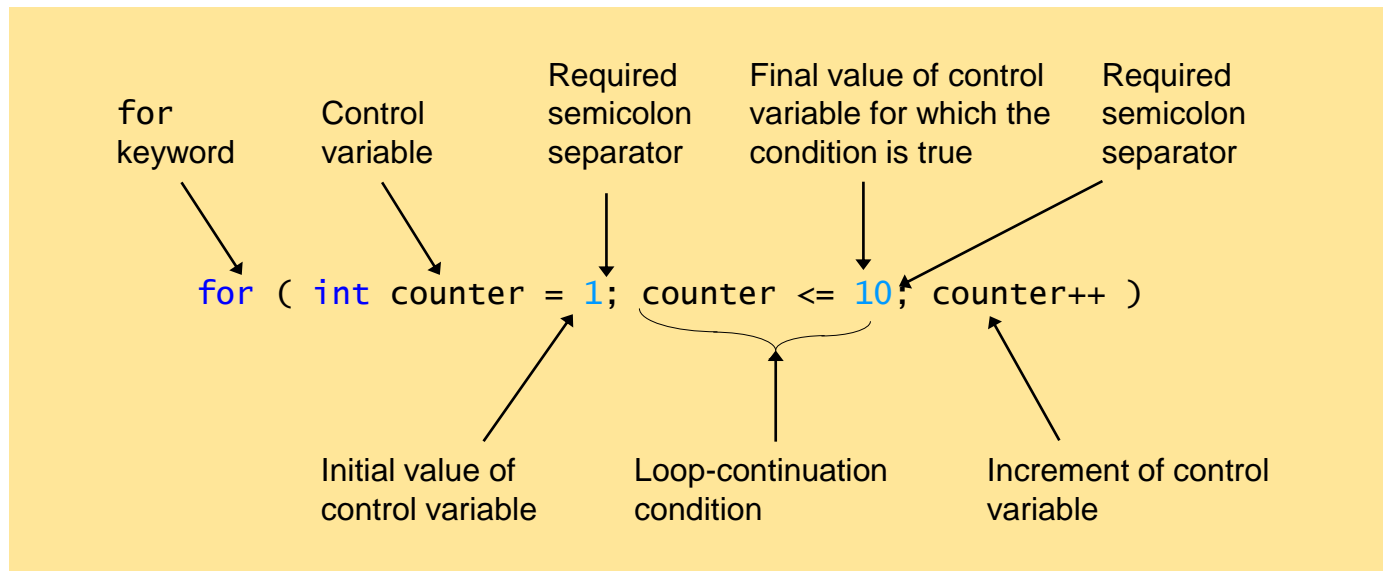 for
keyword
Control
variable
Required
semicolon
separator
Final value of control
variable for which the
condition is true
Required
semicolon
separator
for ( int counter = 1; counter <= 10; counter++ )
Initial value of
control variable
Loop-continuation
condition
Increment of control
variable